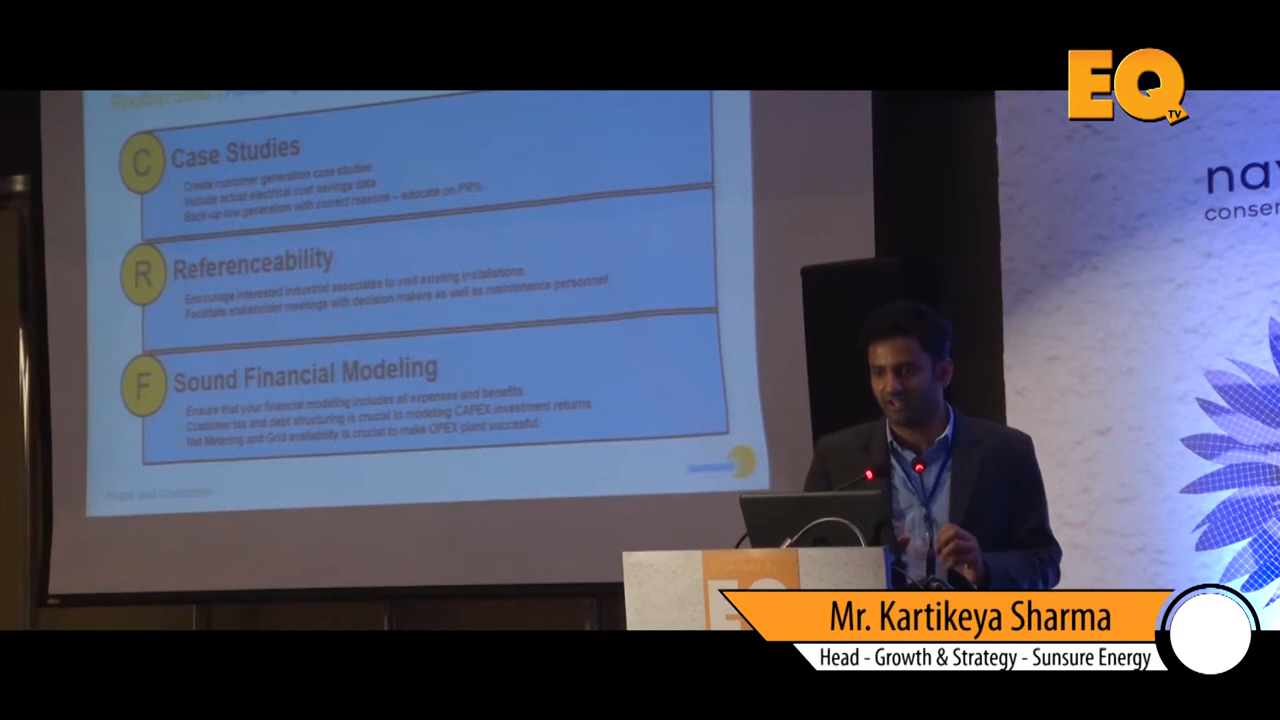 EQ
TV
Rooftop Solar
nav
conser
C
Case Studies
Create customer generation case studies
Include actual electrical cost savings data
Back-up low generation with correct reasons – educate on PR%
R
Referenceability
Encourage interested industrial associates to visit existing installations
Facilitate stakeholder meetings with decision makers as well as maintenance personnel
F
Sound Financial Modeling
Ensure that your financial modeling includes all expenses and benefits
Customer tax and debt structuring is crucial to modeling CAPEX investment returns
Net Metering and Grid availability is crucial to make OPEX plant succesful
Mr. Kartikeya Sharma
Head - Growth & Strategy - Sunsure Energy